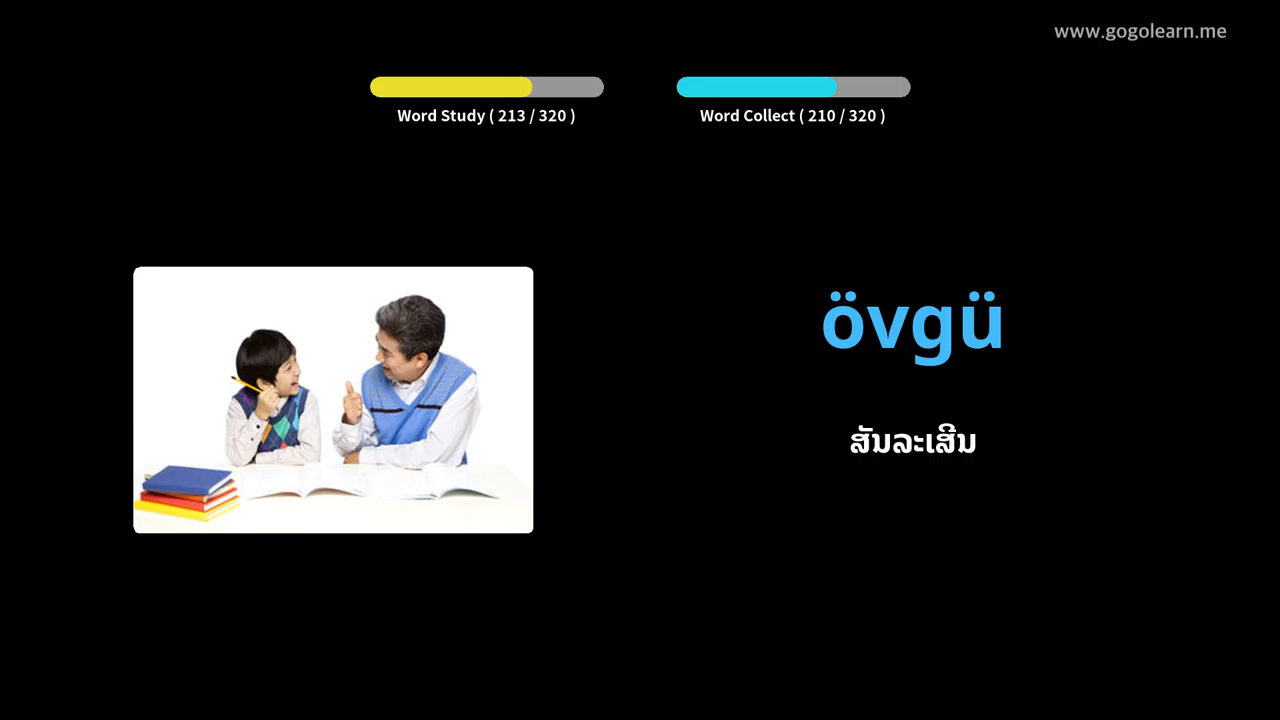 www.gogolearn.me
Word Study ( 213 / 320 )
Word Collect ( 210 / 320 )
övgü
ສັນລະເສີນ